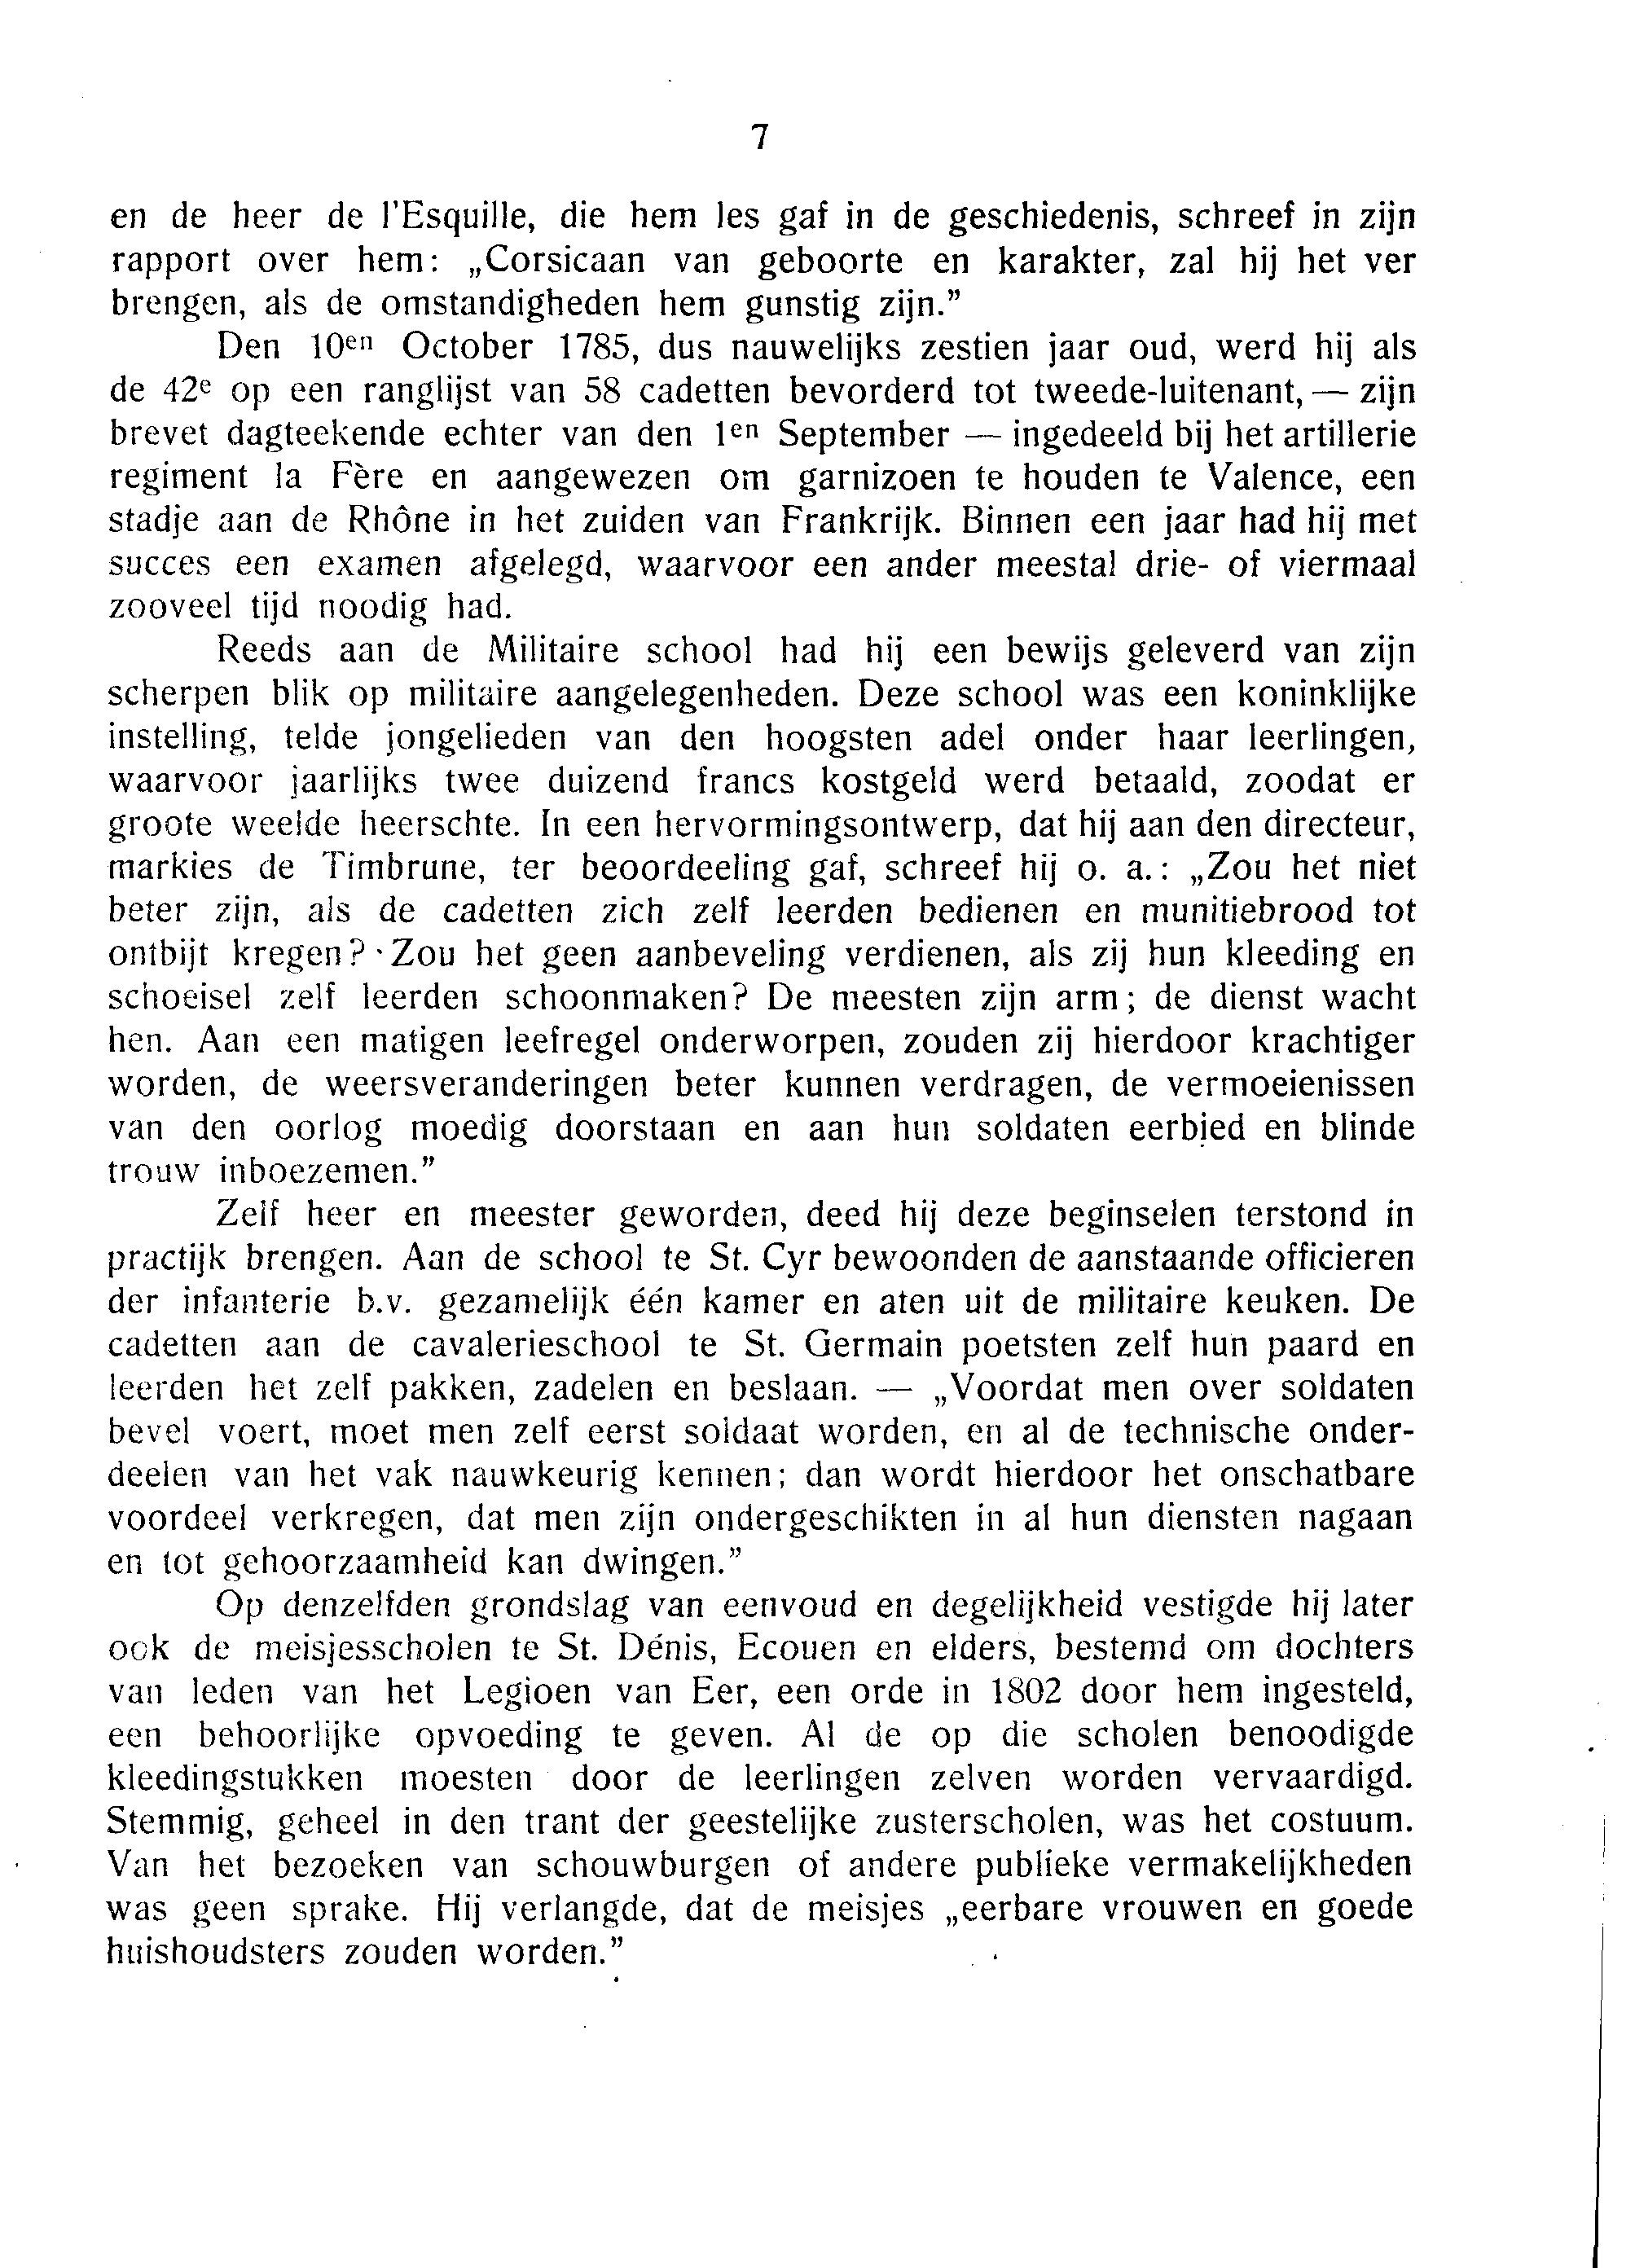 7
en de heer de l'Esquille, die hem les gaf in de geschiedenis, schreef in zijn
rapport over hem: „Corsicaan van geboorte en karakter, zal hij het ver
brengen, als de omstandigheden hem gunstig zijn.”
Den 10en October 1785, dus nauwelijks zestien jaar oud, werd hij als
de 42e op een ranglijst van 58 cadetten bevorderd tot tweede-luitenant, — zijn
brevet dagteekende echter van den 1en September — ingedeeld bij het artillerie
regiment la Fère en aangewezen om garnizoen te houden te Valence, een
stadje aan de Rhône in het zuiden van Frankrijk. Binnen een jaar had hij met
succes een examen afgelegd, waarvoor een ander meestal drie- of viermaal
zooveel tijd noodig had.
Reeds aan de Militaire school had hij een bewijs geleverd van zijn
scherpen blik op militaire aangelegenheden. Deze school was een koninklijke
instelling, telde jongelieden van den hoogsten adel onder haar leerlingen,
waarvoor jaarlijks twee duizend francs kostgeld werd betaald, zoodat er
groote weelde heerschte. In een hervormingsontwerp, dat hij aan den directeur,
markies de Timbrune, ter beoordeeling gaf, schreef hij o. a.: „Zou het niet
beter zijn, als de cadetten zich zelf leerden bedienen en munitiebrood tot
ontbijt kregen? Zou het geen aanbeveling verdienen, als zij hun kleeding en
schoeisel zelf leerden schoonmaken? De meesten zijn arm; de dienst wacht
hen. Aan een matigen leefregel onderworpen, zouden zij hierdoor krachtiger
worden, de weersveranderingen beter kunnen verdragen, de vermoeienissen
van den oorlog moedig doorstaan en aan hun soldaten eerbied en blinde
trouw inboezemen.”
Zelf heer en meester geworden, deed hij deze beginselen terstond in
practijk brengen. Aan de school te St. Cyr bewoonden de aanstaande officieren
der infanterie b.v. gezamelijk één kamer en aten uit de militaire keuken. De
cadetten aan de cavalerieschool te St. Germain poetsten zelf hun paard en
leerden het zelf pakken, zadelen en beslaan. — „Voordat men over soldaten
bevel voert, moet men zelf eerst soldaat worden, en al de technische onder-
deelen van het vak nauwkeurig kennen; dan wordt hierdoor het onschatbare
voordeel verkregen, dat men zijn ondergeschikten in al hun diensten nagaan
en tot gehoorzaamheid kan dwingen.”
Op denzelfden grondslag van eenvoud en degelijkheid vestigde hij later
ook de meisjesscholen te St. Dénis, Ecouen en elders, bestemd om dochters
van leden van het Legioen van Eer, een orde in 1802 door hem ingesteld,
een behoorlijke opvoeding te geven. Al de op die scholen benoodigde
kleedingstukken moesten door de leerlingen zelven worden vervaardigd.
Stemmig, geheel in den trant der geestelijke zusterscholen, was het costuum.
Van het bezoeken van schouwburgen of andere publieke vermakelijkheden
was geen sprake. Hij verlangde, dat de meisjes „eerbare vrouwen en goede
huishoudsters zouden worden.”